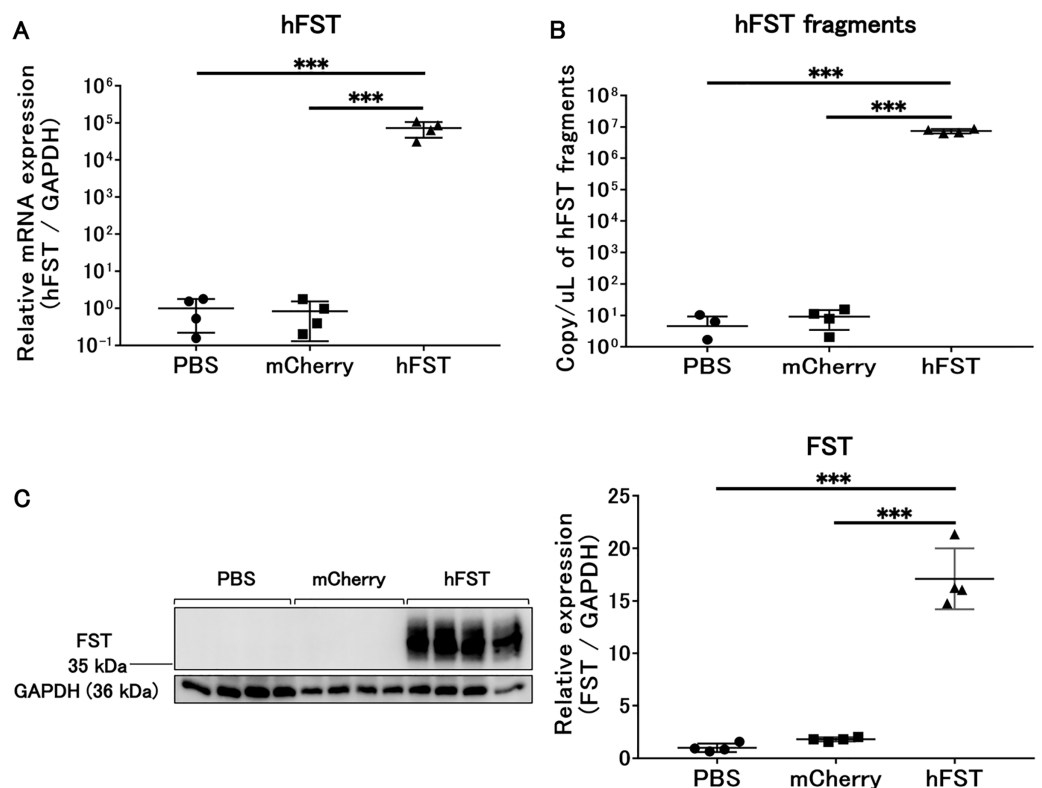 A
hFST
***
***
Relative mRNA expression
(hFST / GAPDH)
10⁶
10⁵
10⁴
10³
10²
10¹
10⁰
10⁻¹
PBS mCherry hFST
B
hFST fragments
***
***
Copy/uL of hFST fragments
10⁸
10⁷
10⁶
10⁵
10⁴
10³
10²
10¹
10⁰
PBS mCherry hFST
C
PBS mCherry hFST
FST
35 kDa
GAPDH (36 kDa)
FST
***
***
Relative expression
(FST / GAPDH)
25
20
15
10
5
0
PBS mCherry hFST